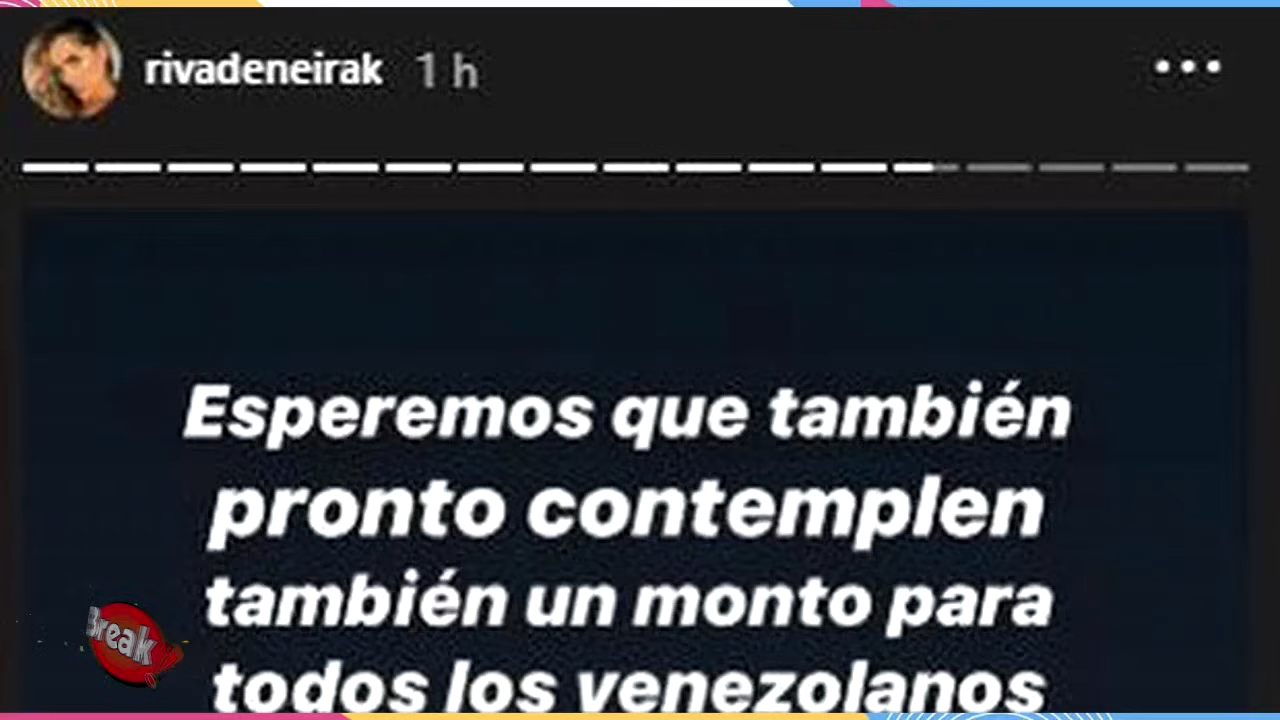 rivadeneirak 1 h
Esperemos que también
pronto contemplen
también un monto para
todos los venezolanos
Break